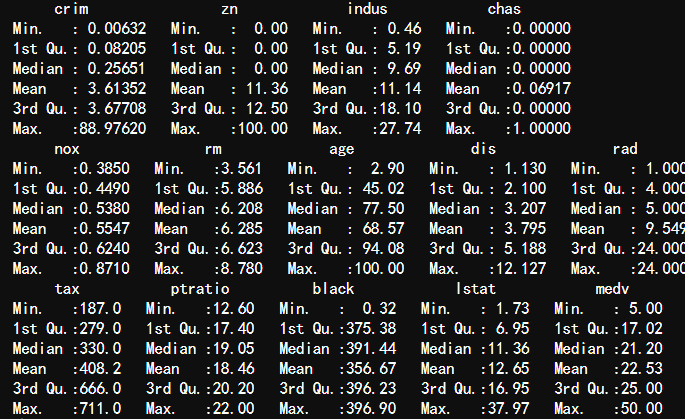 crim zn indus chas
Min. : 0.00632 Min. : 0.00 Min. : 0.46 Min. :0.00000
1st Qu.: 0.08205 1st Qu.: 0.00 1st Qu.: 5.19 1st Qu.:0.00000
Median : 0.25651 Median : 0.00 Median : 9.69 Median :0.00000
Mean : 3.61352 Mean : 11.36 Mean :11.14 Mean :0.06917
3rd Qu.: 3.67708 3rd Qu.: 12.50 3rd Qu.:18.10 3rd Qu.:0.00000
Max. :88.97620 Max. :100.00 Max. :27.74 Max. :1.00000
nox rm age dis rad
Min. :0.3850 Min. :3.561 Min. : 2.90 Min. : 1.130 Min. : 1.000
1st Qu.:0.4490 1st Qu.:5.886 1st Qu.: 45.02 1st Qu.: 2.100 1st Qu.: 4.000
Median :0.5380 Median :6.208 Median : 77.50 Median : 3.207 Median : 5.000
Mean :0.5547 Mean :6.285 Mean : 68.57 Mean : 3.795 Mean : 9.549
3rd Qu.:0.6240 3rd Qu.:6.623 3rd Qu.: 94.08 3rd Qu.: 5.188 3rd Qu.:24.000
Max. :0.8710 Max. :8.780 Max. :100.00 Max. :12.127 Max. :24.000
tax ptratio black lstat medv
Min. :187.0 Min. :12.60 Min. : 0.32 Min. : 1.73 Min. : 5.00
1st Qu.:279.0 1st Qu.:17.40 1st Qu.:375.38 1st Qu.: 6.95 1st Qu.:17.02
Median :330.0 Median :19.05 Median :391.44 Median :11.36 Median :21.20
Mean :408.2 Mean :18.46 Mean :356.67 Mean :12.65 Mean :22.53
3rd Qu.:666.0 3rd Qu.:20.20 3rd Qu.:396.23 3rd Qu.:16.95 3rd Qu.:25.00
Max. :711.0 Max. :22.00 Max. :396.90 Max. :37.97 Max. :50.00